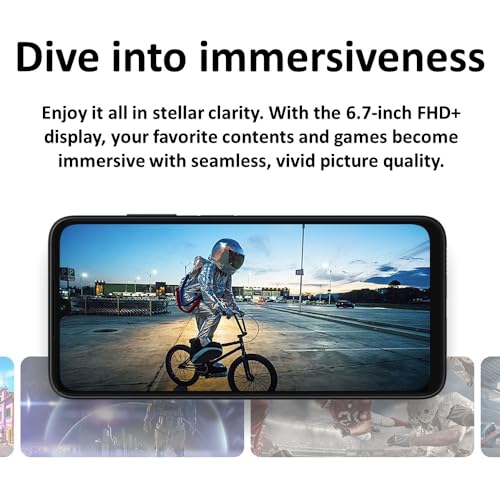 Dive into immersiveness
Enjoy it all in stellar clarity. With the 6.7-inch FHD+
display, your favorite contents and games become
immersive with seamless, vivid picture quality.